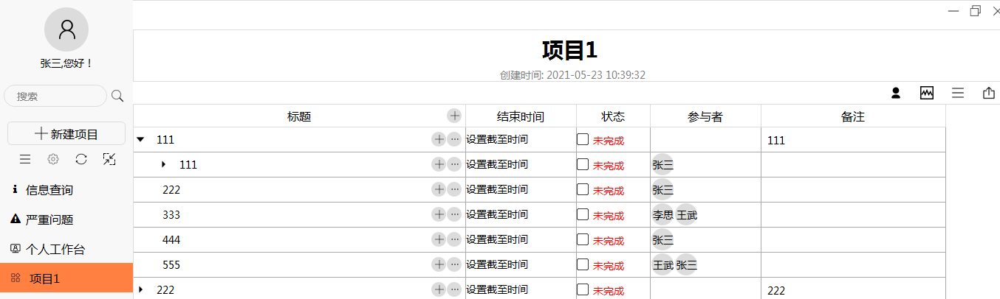 张三,您好！
搜索
新建项目
信息查询
严重问题
个人工作台
项目1
项目1
创建时间: 2021-05-23 10:39:32
标题 结束时间 状态 参与者 备注
111 设置截至时间 未完成 111
111 设置截至时间 未完成 张三
222 设置截至时间 未完成 张三
333 设置截至时间 未完成 李思 王武
444 设置截至时间 未完成 张三
555 设置截至时间 未完成 王武 张三
222 设置截至时间 未完成 222